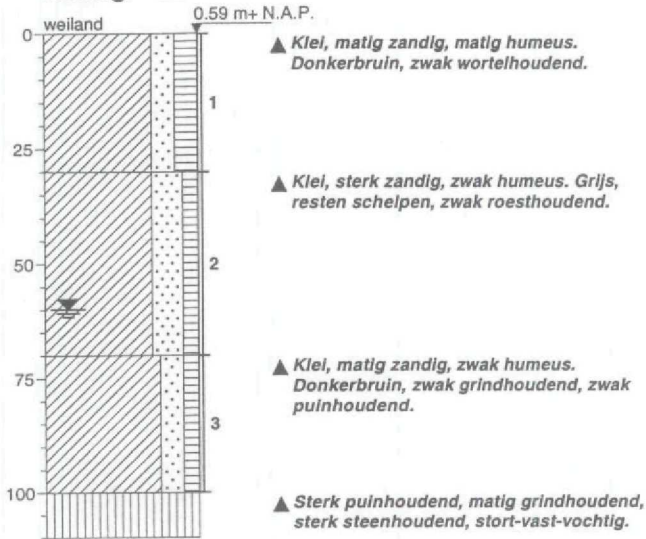 0.59 m+ N.A.P.
weiland
0
▲ Klei, matig zandig, matig humeus.
Donkerbruin, zwak wortelhoudend.
1
25
▲ Klei, sterk zandig, zwak humeus. Grijs,
resten schelpen, zwak roesthoudend.
50
2
75
▲ Klei, matig zandig, zwak humeus.
Donkerbruin, zwak grindhoudend, zwak
puinhoudend.
3
100
▲ Sterk puinhoudend, matig grindhoudend,
sterk steenhoudend, stort-vast-vochtig.